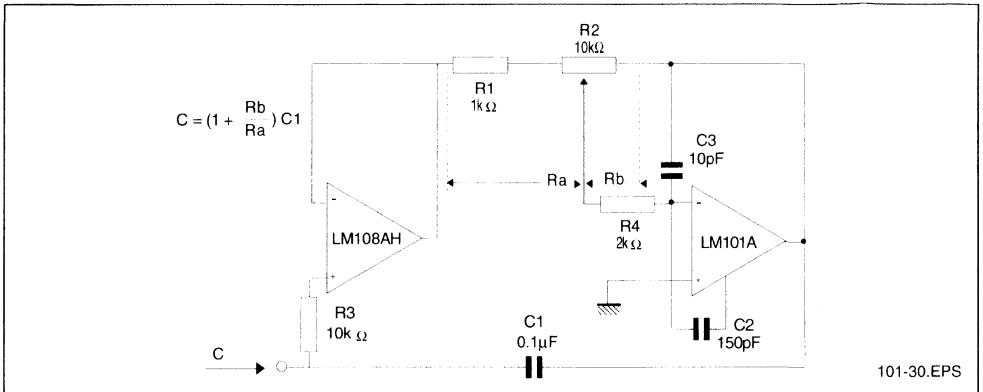 R2
10kΩ
R1
1kΩ
C = (1 + Rb/Ra) C1
C3
10pF
Ra
Rb
-
LM108AH
+
R4
2kΩ
-
LM101A
+
R3
10kΩ
C1
0.1µF
C2
150pF
C
101-30.EPS